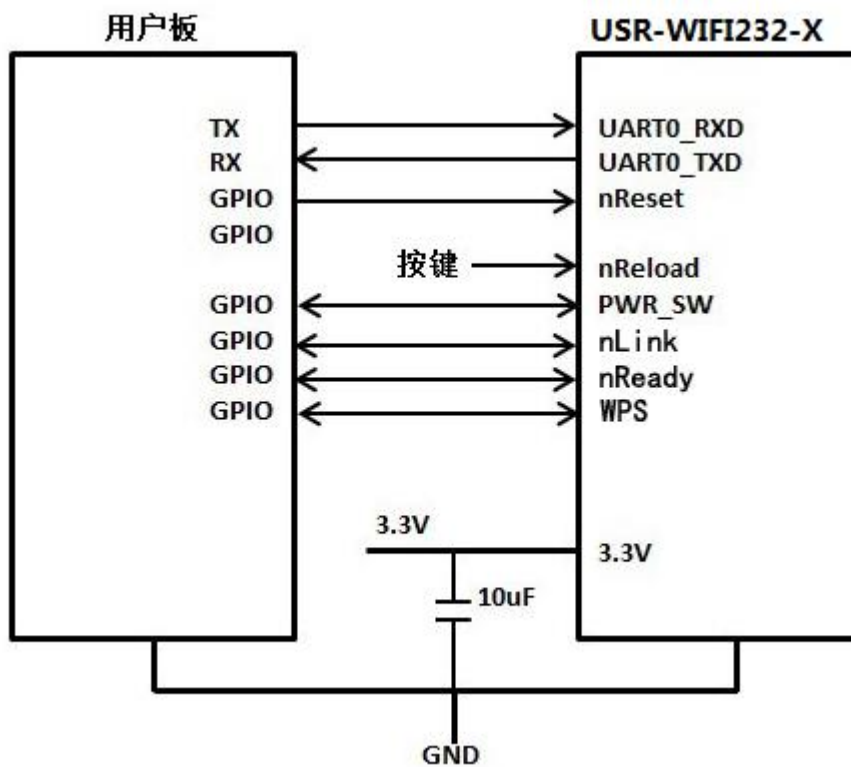 用户板
USR-WIFI232-X
TX
UART0_RXD
RX
UART0_TXD
GPIO
nReset
GPIO
按键
nReload
GPIO
PWR_SW
GPIO
nLink
GPIO
nReady
GPIO
WPS
3.3V
3.3V
10uF
GND